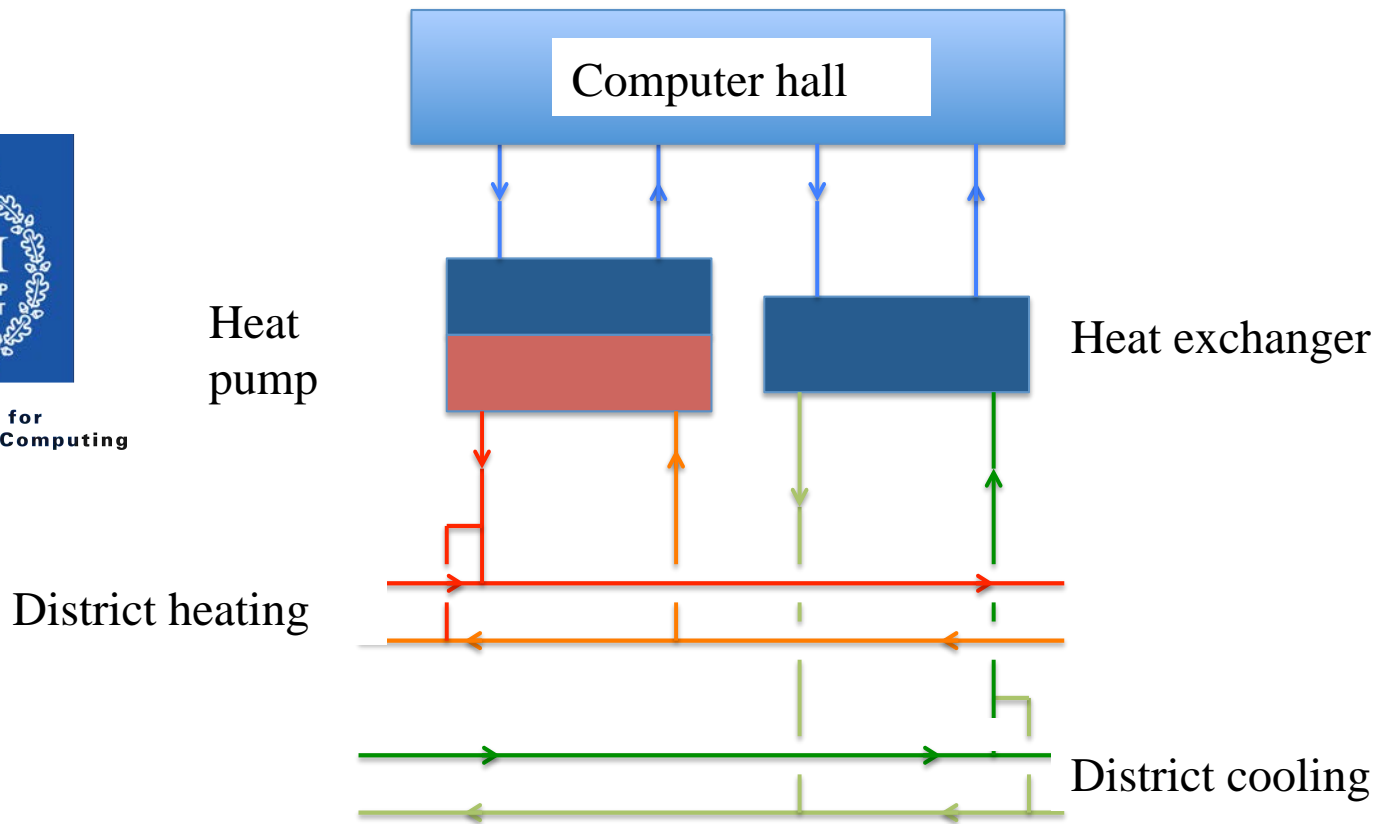 Computer hall
Heat
pump
Heat exchanger
for
Computing
District heating
District cooling